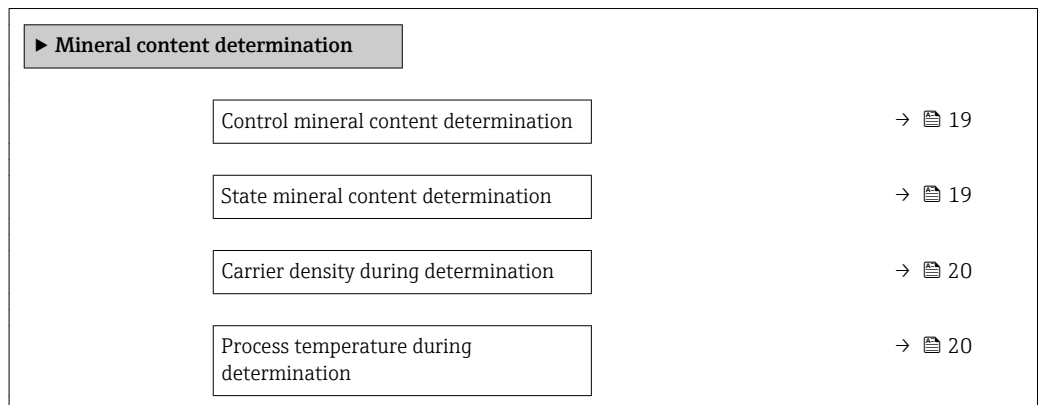 ► Mineral content determination
Control mineral content determination → 19
State mineral content determination → 19
Carrier density during determination → 20
Process temperature during → 20
determination